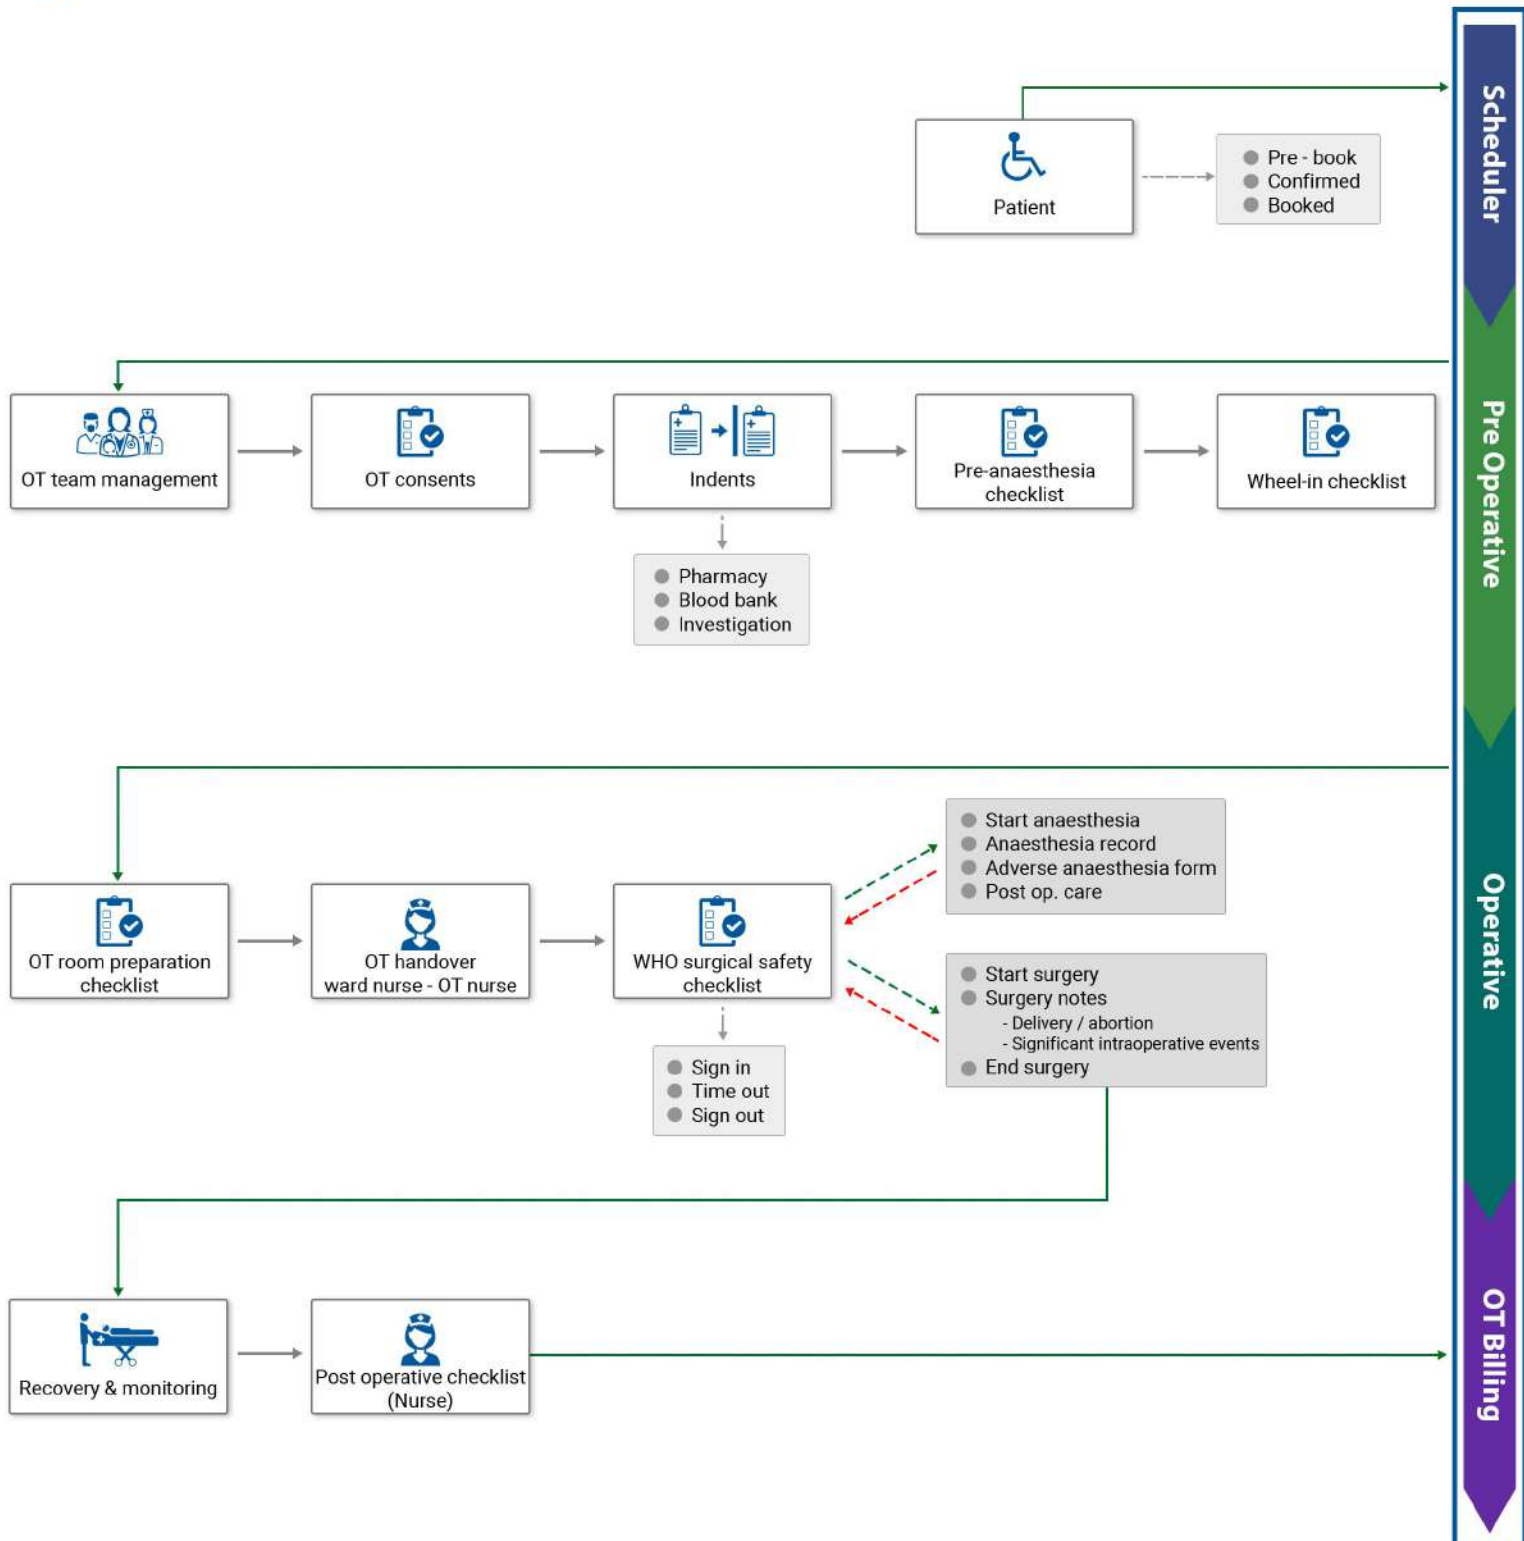 Scheduler
Patient
Pre - book
Confirmed
Booked
Pre Operative
OT team management
OT consents
Indents
Pre-anaesthesia
checklist
Wheel-in checklist
Pharmacy
Blood bank
Investigation
Operative
OT room preparation
checklist
OT handover
ward nurse - OT nurse
WHO surgical safety
checklist
Start anaesthesia
Anaesthesia record
Adverse anaesthesia form
Post op. care
Start surgery
Surgery notes
- Delivery / abortion
- Significant intraoperative events
End surgery
Sign in
Time out
Sign out
OT Billing
Recovery & monitoring
Post operative checklist
(Nurse)